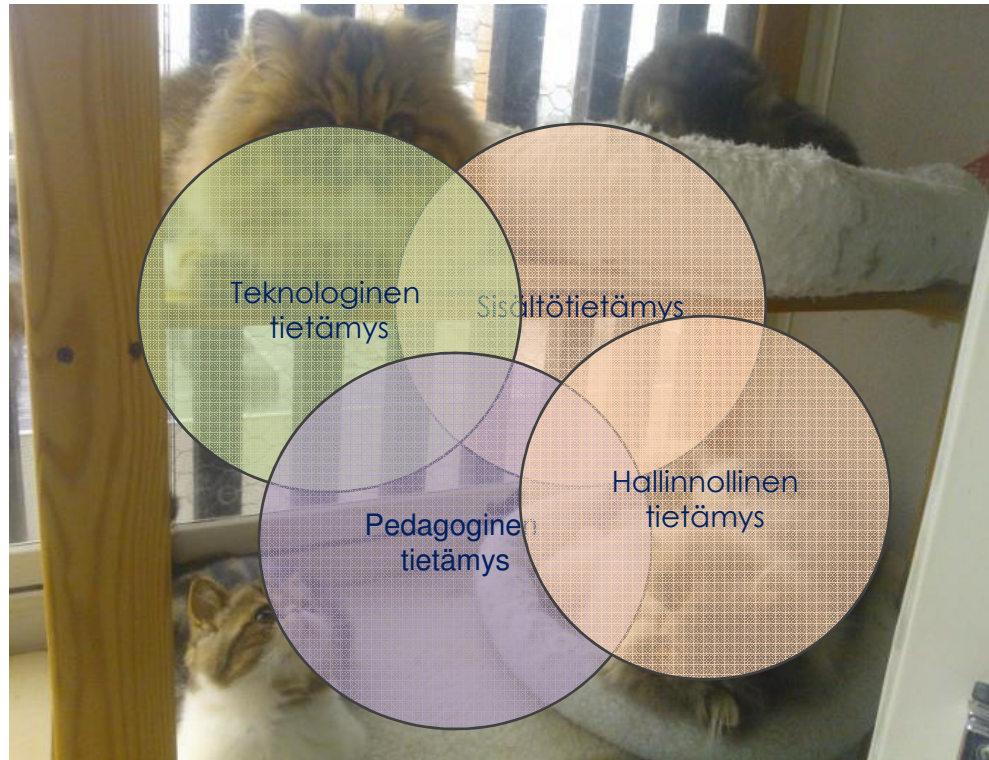 Teknologinen
tietämys
Sisältötietämys
Hallinnollinen
tietämys
Pedagoginen
tietämys